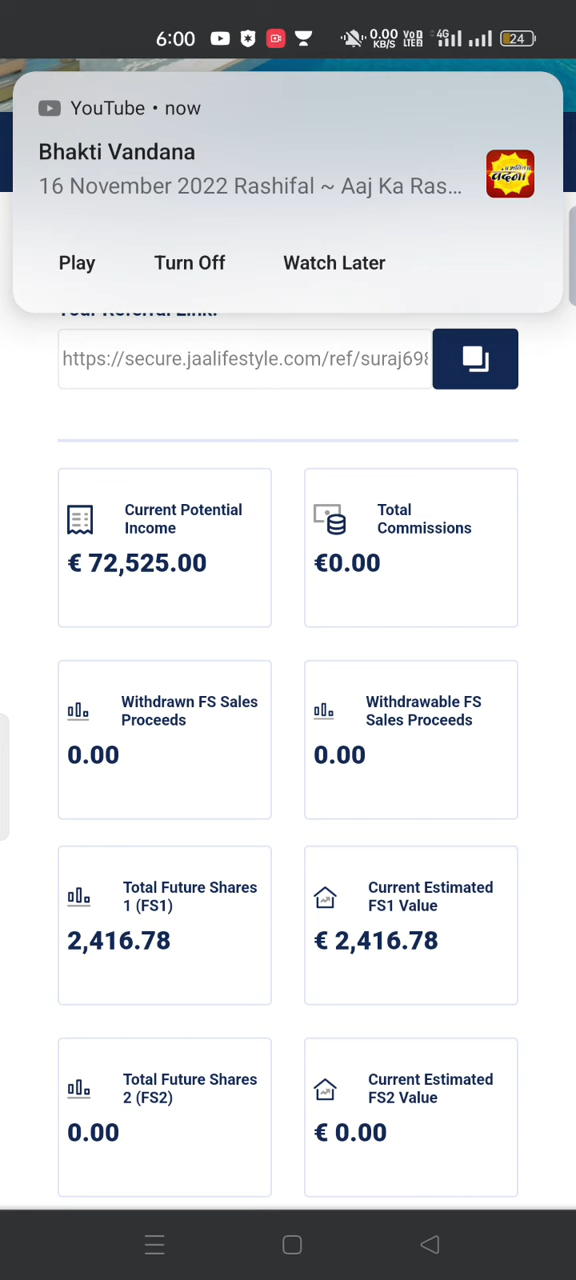 6:00
0.00
KB/S
VoD
LTE
4G
24
YouTube • now
Bhakti Vandana
16 November 2022 Rashifal ~ Aaj Ka Ras...
वंदना
Play
Turn Off
Watch Later
Your Referral Link:
https://secure.jaalifestyle.com/ref/suraj698
Current Potential
Income
€ 72,525.00
Total
Commissions
€0.00
Withdrawn FS Sales
Proceeds
0.00
Withdrawable FS
Sales Proceeds
0.00
Total Future Shares
1 (FS1)
2,416.78
Current Estimated
FS1 Value
€ 2,416.78
Total Future Shares
2 (FS2)
0.00
Current Estimated
FS2 Value
€ 0.00